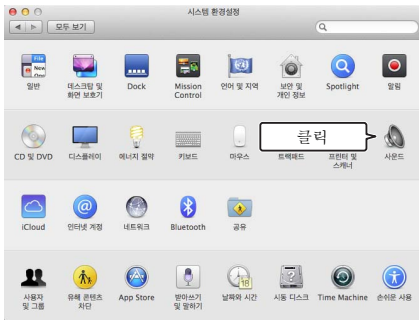 시스템 환경설정
모두 보기
File
New
One
일반
데스크탑 및
화면 보호기
Dock
Mission
Control
언어 및 지역
보안 및
개인 정보
Spotlight
알림
CD 및 DVD
디스플레이
에너지 절약
키보드
마우스
트랙패드
프린터 및
스캐너
사운드
클릭
iCloud
인터넷 계정
네트워크
Bluetooth
공유
사용자
및 그룹
유해 콘텐츠
차단
App Store
받아쓰기
및 말하기
18
날짜와 시간
시동 디스크
Time Machine
손쉬운 사용